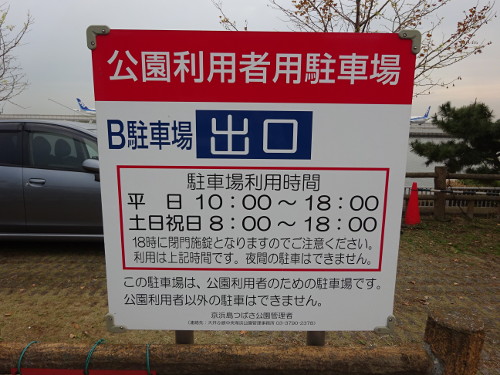 公園利用者用駐車場
B駐車場 出口
駐車場利用時間
平 日 10:00~18:00
土日祝日 8:00~18:00
18時に閉門施錠となりますのでご注意ください。
利用は上記時間です。夜間の駐車はできません。
この駐車場は、公園利用者のための駐車場です。
公園利用者以外の駐車はできません。
京浜島つばさ公園管理者